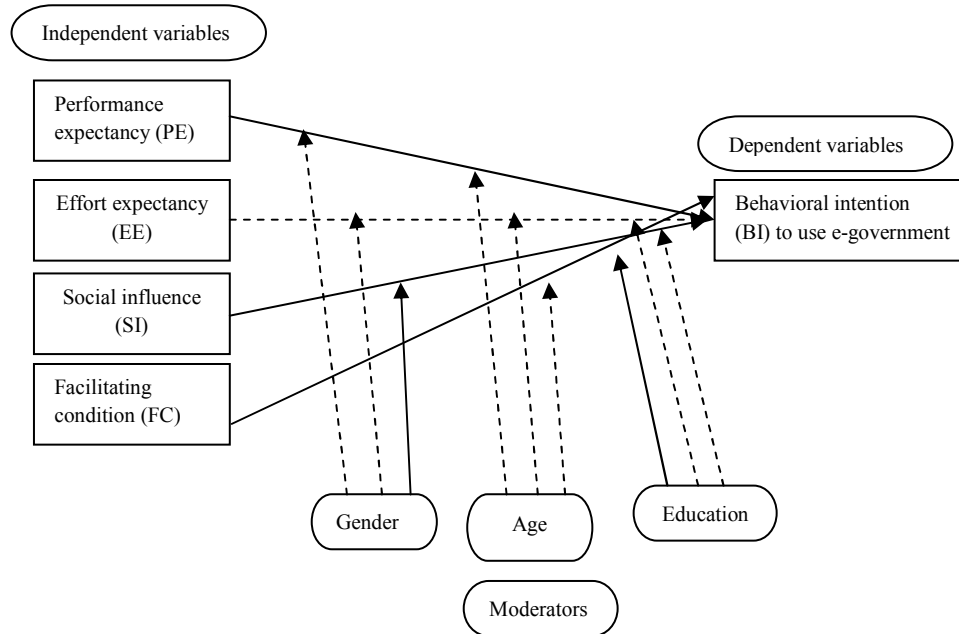 Independent variables
Performance
expectancy (PE)
Effort expectancy
(EE)
Social influence
(SI)
Facilitating
condition (FC)
Dependent variables
Behavioral intention
(BI) to use e-government
Gender
Age
Education
Moderators